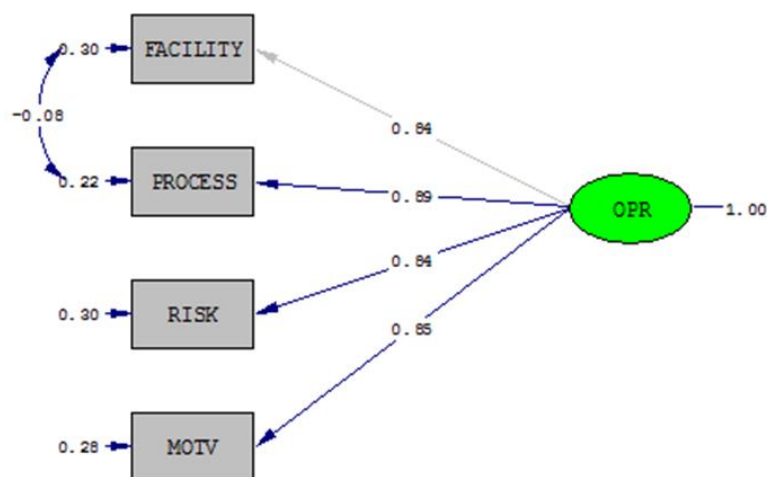 0.30 FACILITY
-0.08
0.84
0.22 PROCESS
0.89
OPR 1.00
0.84
0.30 RISK
0.85
0.28 MOTV